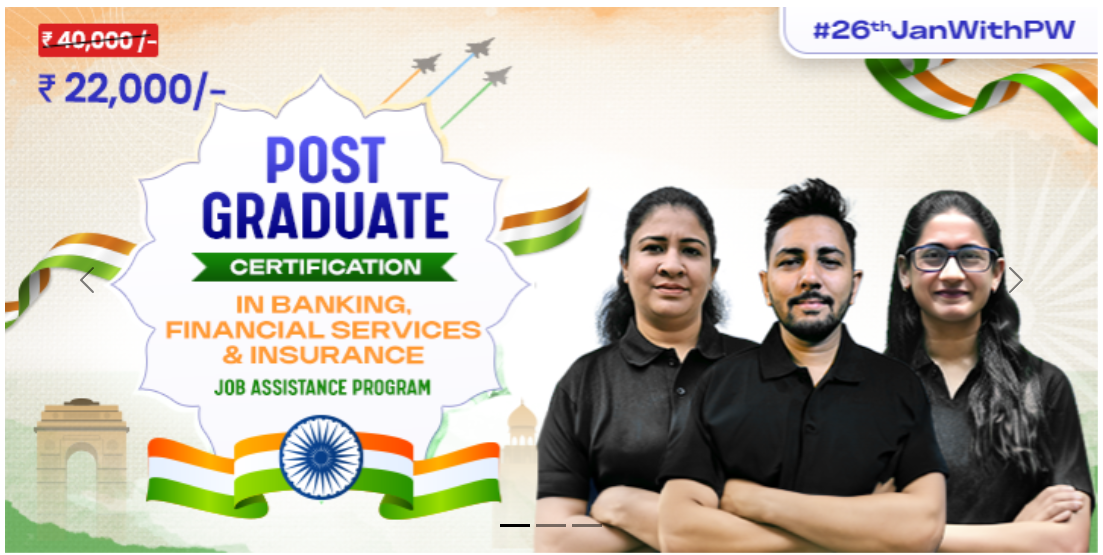 ₹ 40,000 /-
₹ 22,000/-
#26thJanWithPW
POST
GRADUATE
CERTIFICATION
IN BANKING,
FINANCIAL SERVICES
& INSURANCE
JOB ASSISTANCE PROGRAM